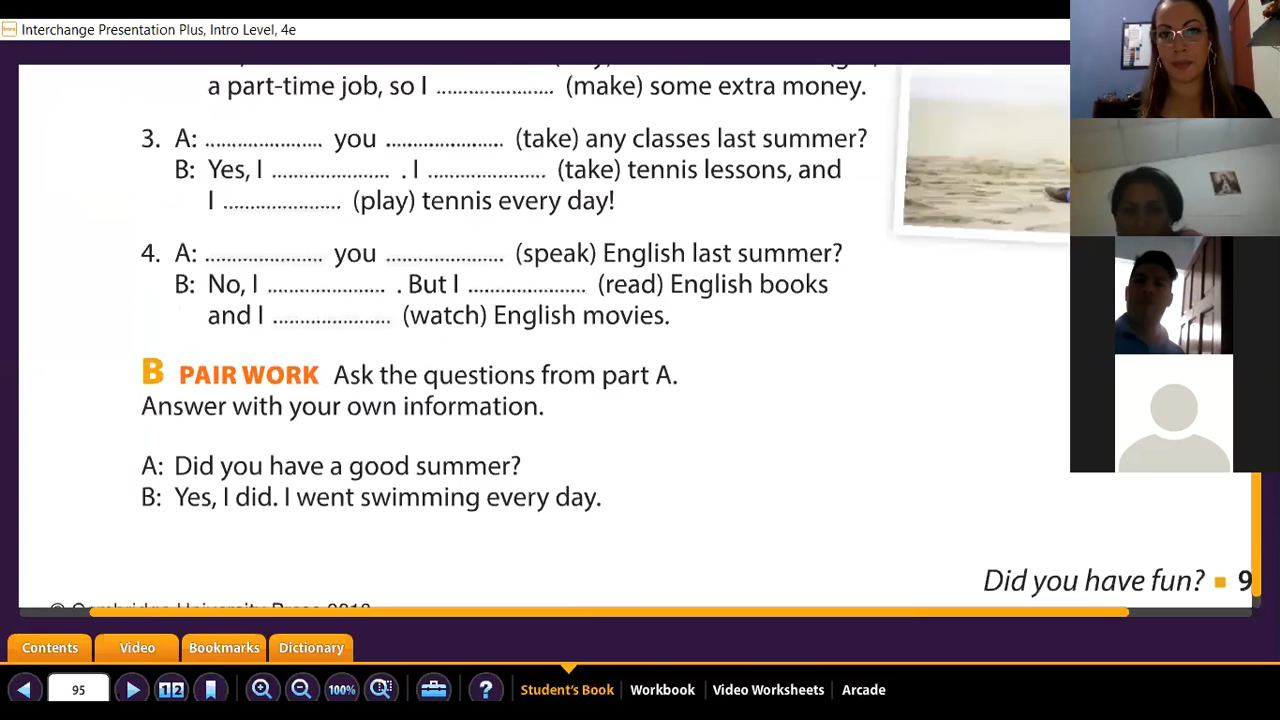 Interchange Presentation Plus, Intro Level, 4e
a part-time job, so I ...................... (make) some extra money.
3. A: ...................... you ...................... (take) any classes last summer?
B: Yes, I ...................... . I ...................... (take) tennis lessons, and
I ...................... (play) tennis every day!
4. A: ...................... you ...................... (speak) English last summer?
B: No, I ...................... . But I ...................... (read) English books
and I ...................... (watch) English movies.
B PAIR WORK Ask the questions from part A.
Answer with your own information.
A: Did you have a good summer?
B: Yes, I did. I went swimming every day.
Did you have fun? ■ 9
Contents Video Bookmarks Dictionary
95 1 2 100% ? Student's Book Workbook Video Worksheets Arcade